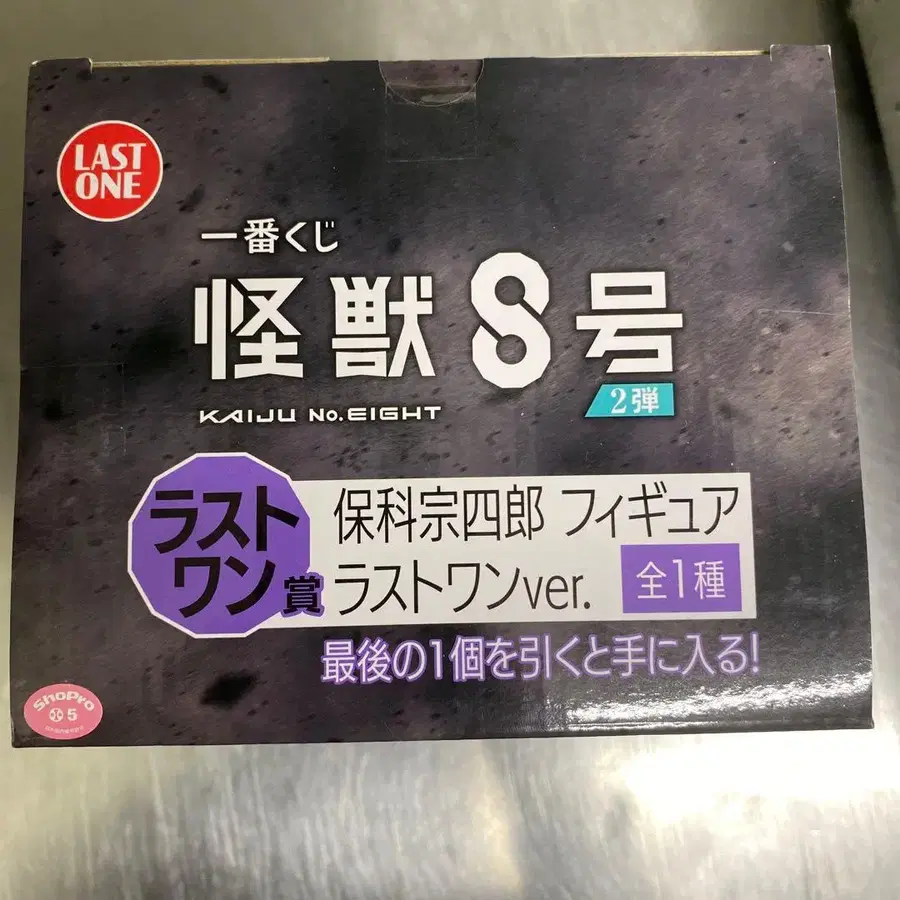 LAST
ONE
一番くじ
怪獣8号
2弾
KAIJU No.EIGHT
ラスト
ワン賞
保科宗四郎 フィギュア
ラストワンver.
全1種
最後の1個を引くと手に入る!
ShoPro
5